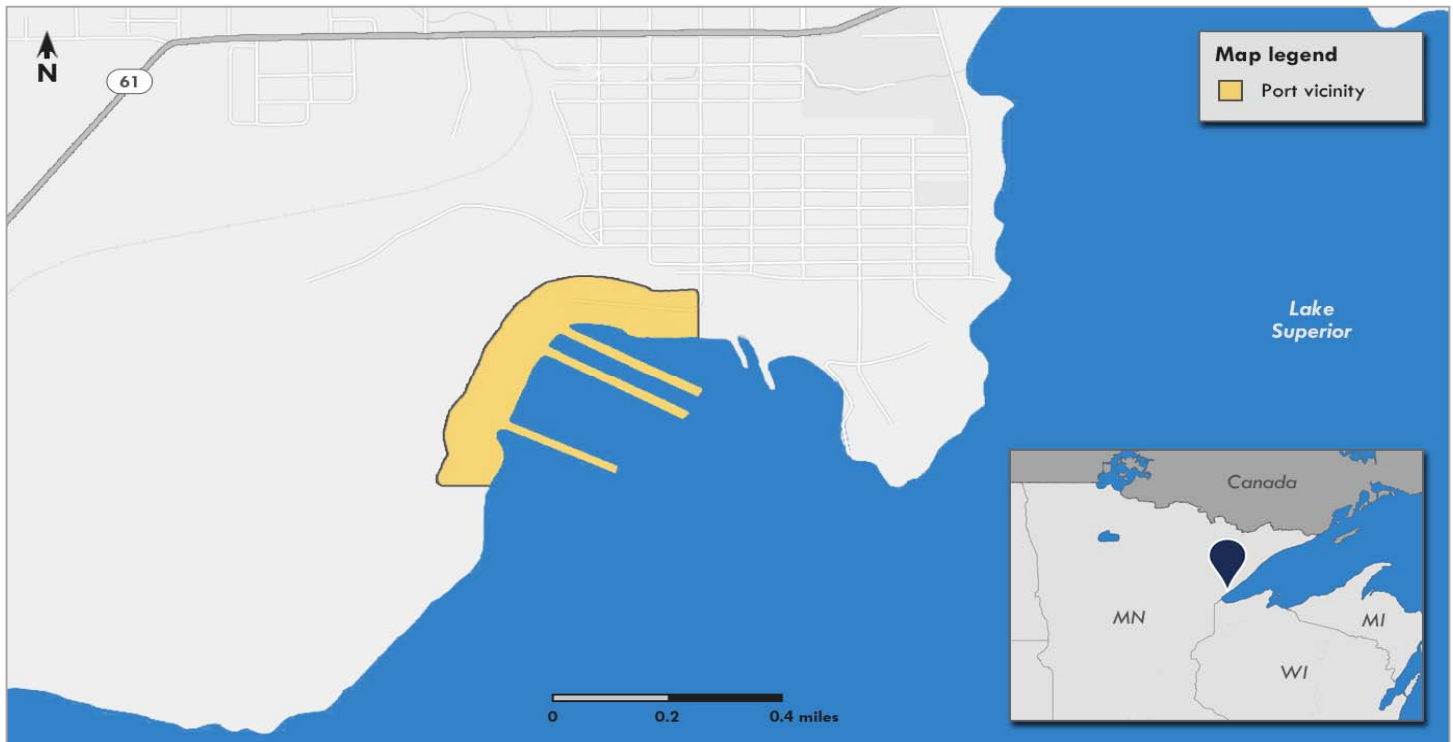 N
61
Map legend
Port vicinity
Lake
Superior
Canada
MN
MI
WI
0 0.2 0.4 miles